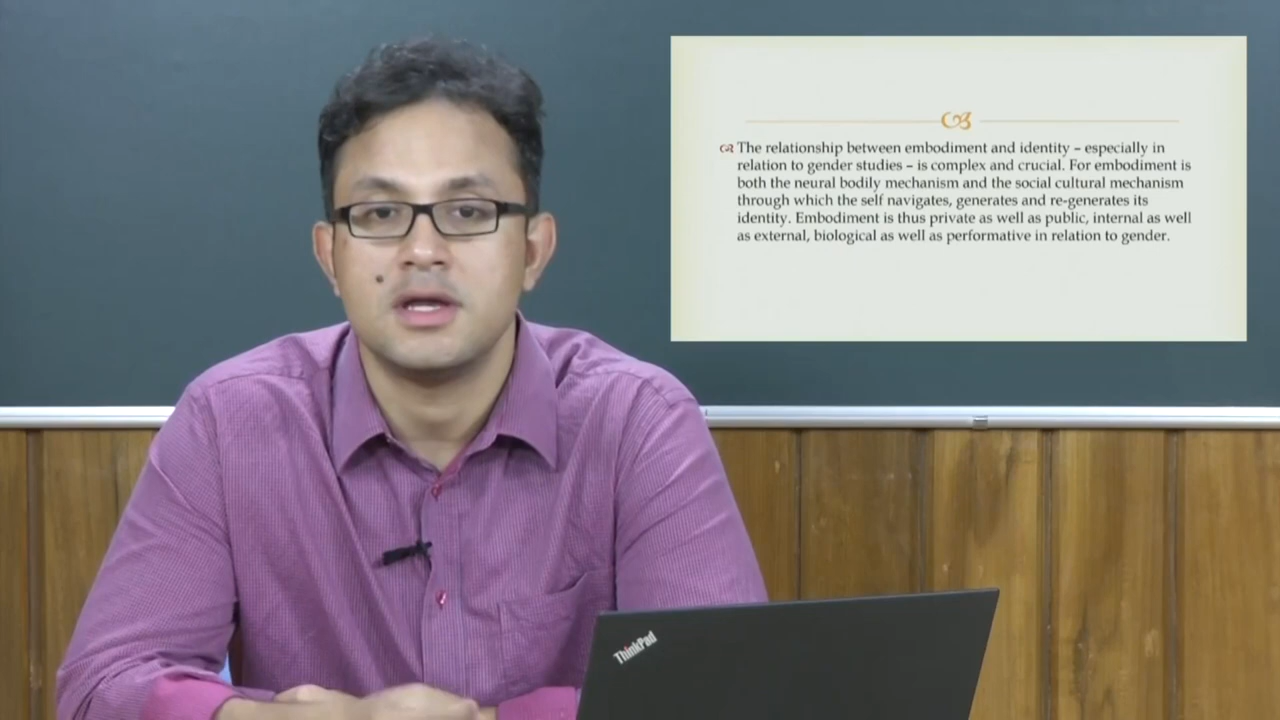 The relationship between embodiment and identity – especially in
relation to gender studies – is complex and crucial. For embodiment is
both the neural bodily mechanism and the social cultural mechanism
through which the self navigates, generates and re-generates its
identity. Embodiment is thus private as well as public, internal as well
as external, biological as well as performative in relation to gender.
ThinkPad